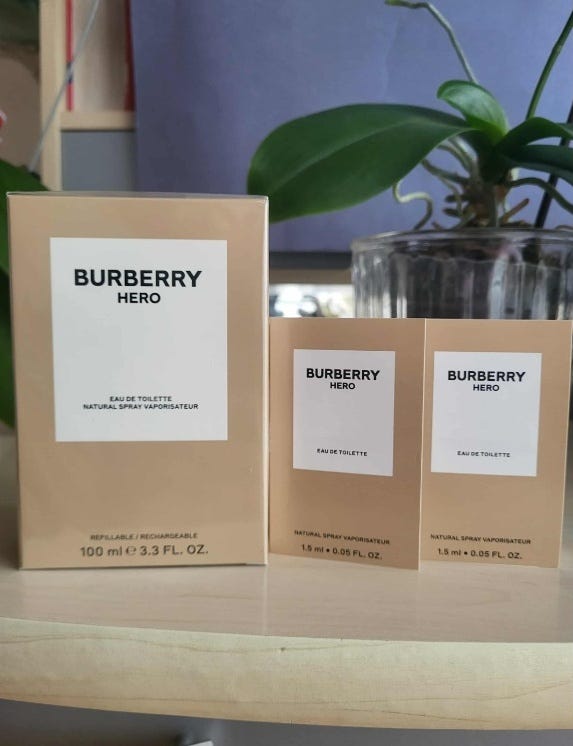 BURBERRY
HERO
EAU DE TOILETTE
NATURAL SPRAY VAPORISATEUR
REFILLABLE / RECHARGEABLE
100 ml ℮ 3.3 FL. OZ.
BURBERRY
HERO
EAU DE TOILETTE
NATURAL SPRAY VAPORISATEUR
1.5 ml • 0.05 FL. OZ.
BURBERRY
HERO
EAU DE TOILETTE
NATURAL SPRAY VAPORISATEUR
1.5 ml • 0.05 FL. OZ.